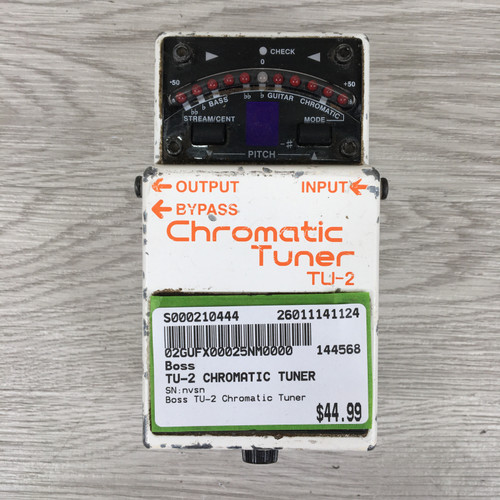 CHECK
0
-50 +50
♭♭ ♭ BASS ♭♭ ♭ GUITAR CHROMATIC
STREAM/CENT MODE
PITCH ♯
OUTPUT INPUT
BYPASS
Chromatic
Tuner
TU-2
S000210444 26011141124
02GUFX00025NM0000 144568
Boss
TU-2 CHROMATIC TUNER
SN:nvsn
Boss TU-2 Chromatic Tuner
$44.99